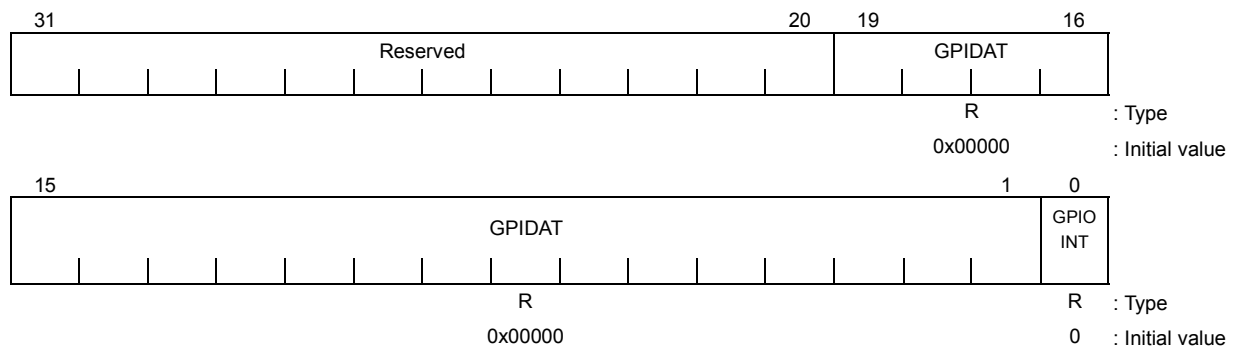 31 20 19 16
Reserved GPIDAT
R : Type
0x00000 : Initial value
15 1 0
GPIDAT GPIO
INT
R R : Type
0x00000 0 : Initial value